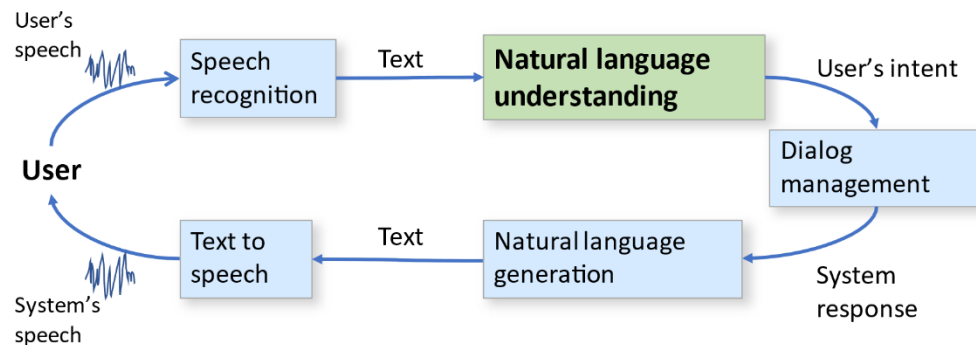 User's
speech
Speech
recognition
Text
Natural language
understanding
User's intent
Dialog
management
User
Text to
speech
Text
Natural language
generation
System
response
System's
speech